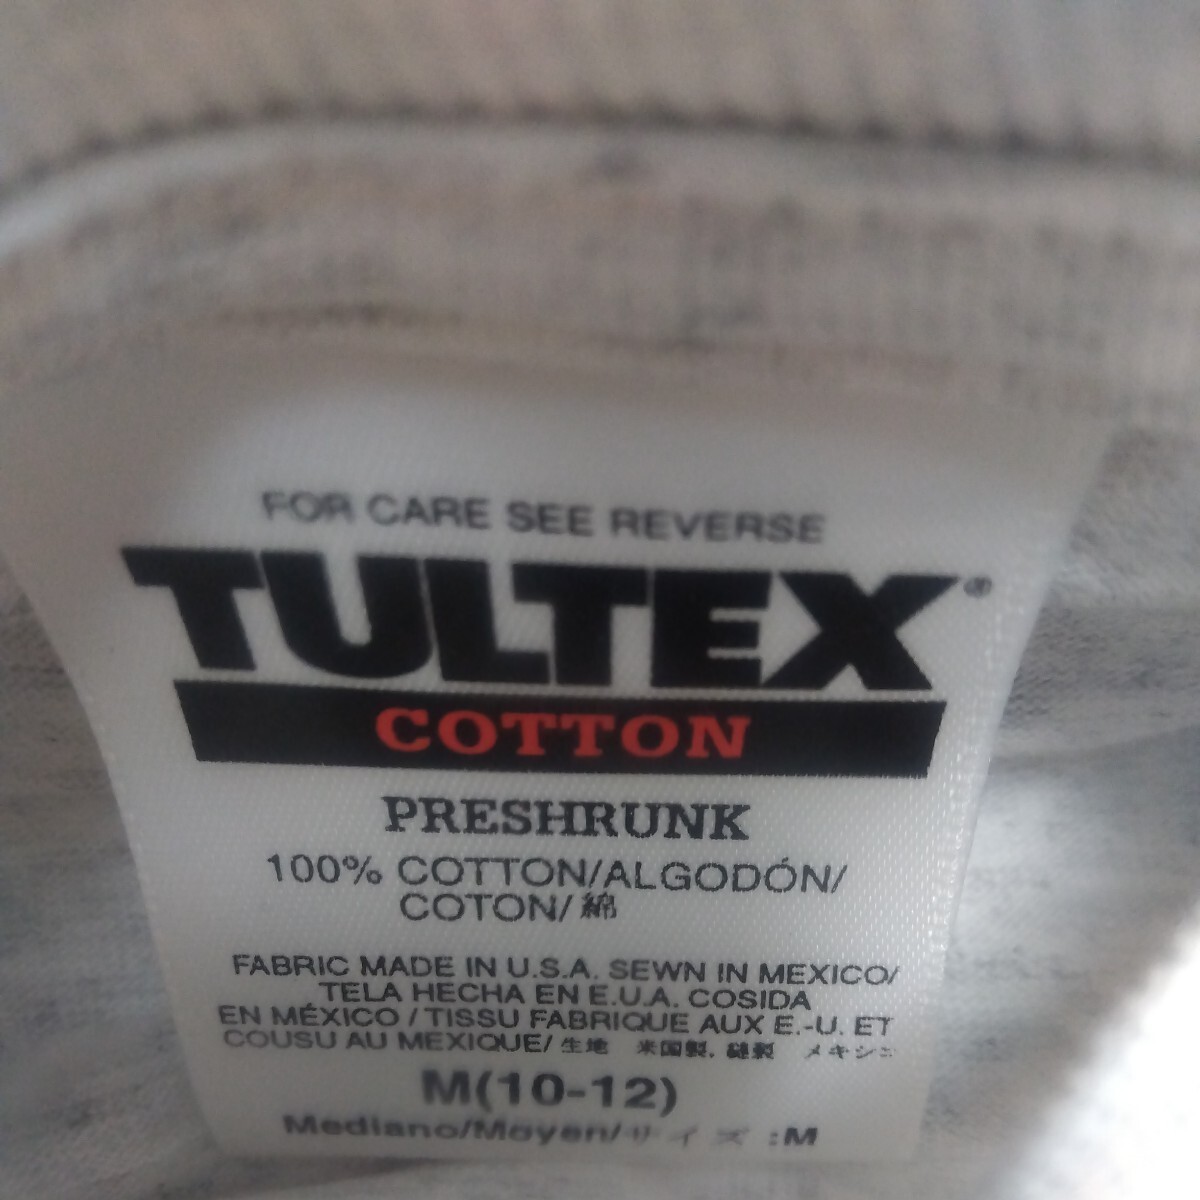 FOR CARE SEE REVERSE
TULTEX®
COTTON
PRESHRUNK
100% COTTON/ALGODÓN/
COTON/綿
FABRIC MADE IN U.S.A. SEWN IN MEXICO/
TELA HECHA EN E.U.A. COSIDA
EN MÉXICO / TISSU FABRIQUE AUX E.-U. ET
COUSU AU MEXIQUE/生地 米国製, 縫製 メキシコ
M(10-12)
Mediano/Moyen/サイズ :M